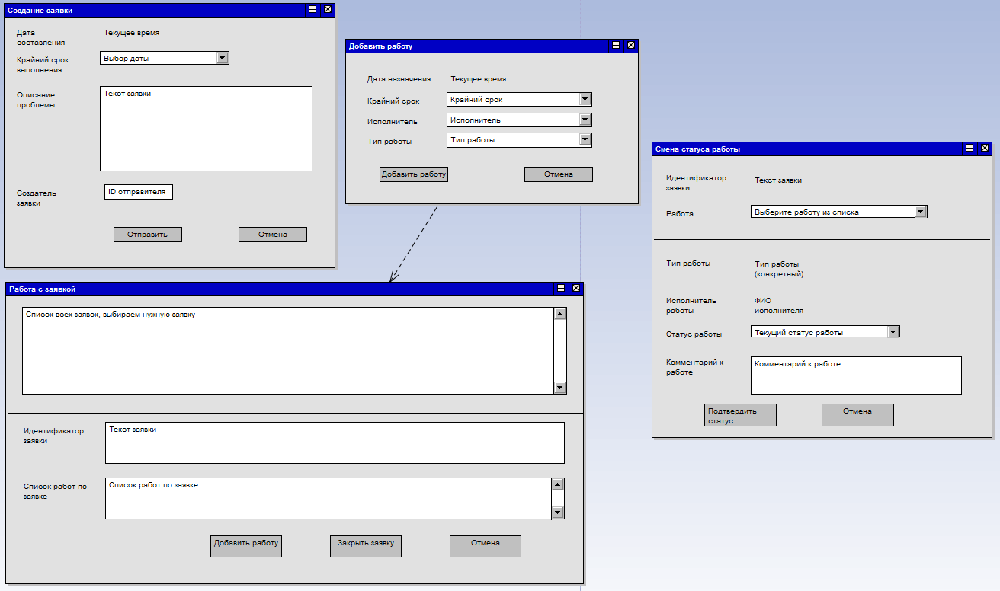 Создание заявки
Дата
составления
Текущее время
Крайний срок
выполнения
Выбор даты
Описание
проблемы
Текст заявки
Создатель
заявки
ID отправителя
Отправить
Отмена
Добавить работу
Дата назначения
Текущее время
Крайний срок
Крайний срок
Исполнитель
Исполнитель
Тип работы
Тип работы
Добавить работу
Отмена
Смена статуса работы
Идентификатор
заявки
Текст заявки
Работа
Выберите работу из списка
Тип работы
Тип работы
(конкретный)
Исполнитель
работы
ФИО
исполнителя
Статус работы
Текущий статус работы
Комментарий к
работе
Комментарий к работе
Подтвердить
статус
Отмена
Работа с заявкой
Список всех заявок, выбираем нужную заявку
Идентификатор
заявки
Текст заявки
Список работ по
заявке
Список работ по заявке
Добавить работу
Закрыть заявку
Отмена